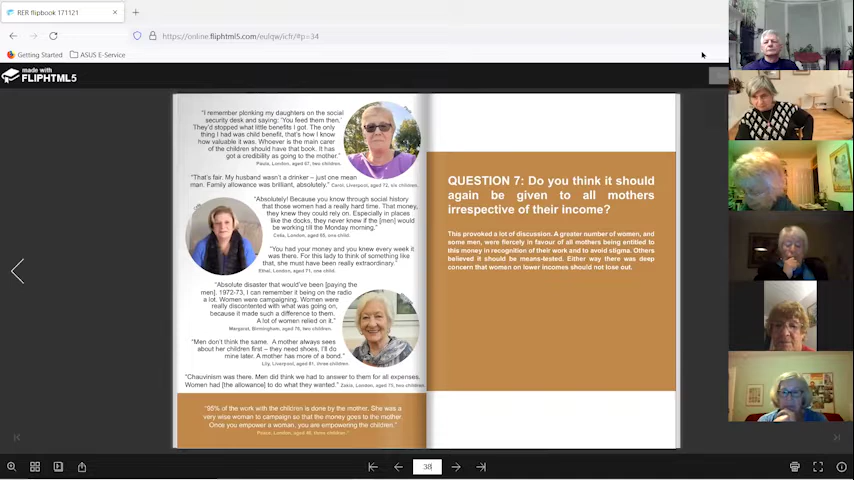 RER flipbook 171121
https://online.fliphtml5.com/eulqw/icfr/#p=34
Getting Started
ASUS E-Service
made with
FLIPHTML5
"I remember plonking my daughters on the social
security desk and saying: "You feed them then."
They'd stopped what little benefits I got. The only
thing I had was child benefit, that's how I know
how valuable it was. Whoever is the main carer
of the children should have that book. It has
got a credibility as going to the mother."
Paula, London, aged 67, two children.
"That's fair. My husband wasn't a drinker – just one mean
man. Family allowance was brilliant, absolutely." Carol, Liverpool, aged 72, six children.
"Absolutely! Because you know through social history
that those women had a really hard time. That money,
they knew they could rely on. Especially in places
like the docks, they never knew if the [men] would
be working till the Monday morning."
Celia, London, aged 65, one child.
"You had your money and you knew every week it
was there. For this lady to think of something like
that, she must have been really extraordinary."
Ethel, London, aged 71, one child.
"Absolute disaster that would've been [paying the
men]. 1972-73, I can remember it being on the radio
a lot. Women were campaigning. Women were
really discontented with what was going on,
because it made such a difference to them.
A lot of women relied on it."
Margaret, Birmingham, aged 76, two children.
"Men don't think the same. A mother always sees
about her children first – they need shoes, I'll do
mine later. A mother has more of a bond."
Lily, Liverpool, aged 81, three children.
"Chauvinism was there. Men did think we had to answer to them for all expenses.
Women had [the allowance] to do what they wanted." Zakia, London, aged 75, two children.
"95% of the work with the children is done by the mother. She was a
very wise woman to campaign so that the money goes to the mother.
Once you empower a woman, you are empowering the children."
QUESTION 7: Do you think it should
again be given to all mothers
irrespective of their income?
This provoked a lot of discussion. A greater number of women, and
some men, were fiercely in favour of all mothers being entitled to
this money in recognition of their work and to avoid stigma. Others
believed it should be means-tested. Either way there was deep
concern that women on lower incomes should not lose out.
38